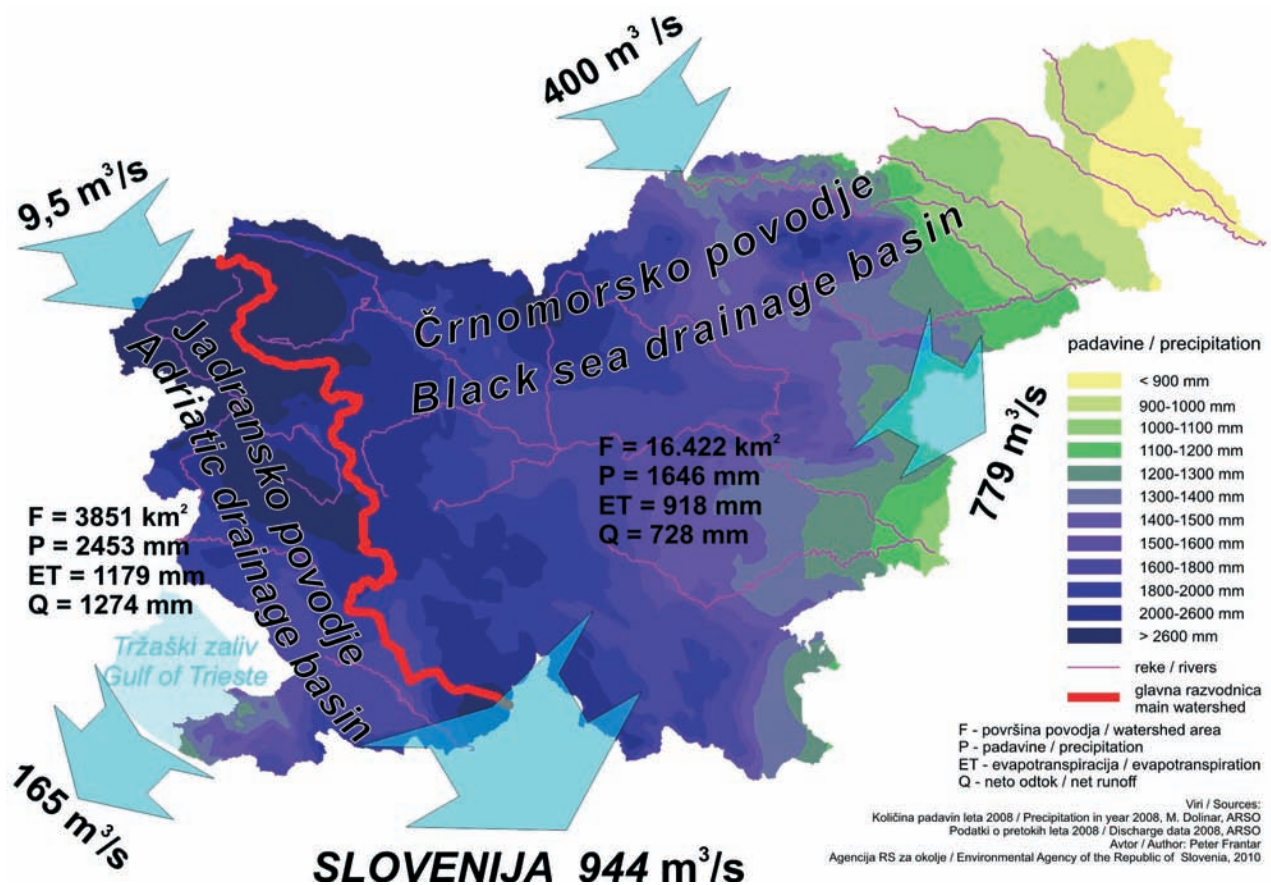 400 m³/s
9,5 m³/s
Črnomorsko povodje
Black sea drainage basin
Jadransko povodje
Adriatic drainage basin
F = 16.422 km²
P = 1646 mm
ET = 918 mm
Q = 728 mm
779 m³/s
F = 3851 km²
P = 2453 mm
ET = 1179 mm
Q = 1274 mm
Tržaški zaliv
Gulf of Trieste
165 m³/s
SLOVENIJA 944 m³/s
padavine / precipitation
< 900 mm
900-1000 mm
1000-1100 mm
1100-1200 mm
1200-1300 mm
1300-1400 mm
1400-1500 mm
1500-1600 mm
1600-1800 mm
1800-2000 mm
2000-2600 mm
> 2600 mm
reke / rivers
glavna razvodnica
main watershed
F - površina povodja / watershed area
P - padavine / precipitation
ET - evapotranspiracija / evapotranspiration
Q - neto odtok / net runoff
Viri / Sources:
Količina padavin leta 2008 / Precipitation in year 2008, M. Dolinar, ARSO
Podatki o pretokih leta 2008 / Discharge data 2008, ARSO
Avtor / Author: Peter Frantar
Agencija RS za okolje / Environmental Agency of the Republic of Slovenia, 2010